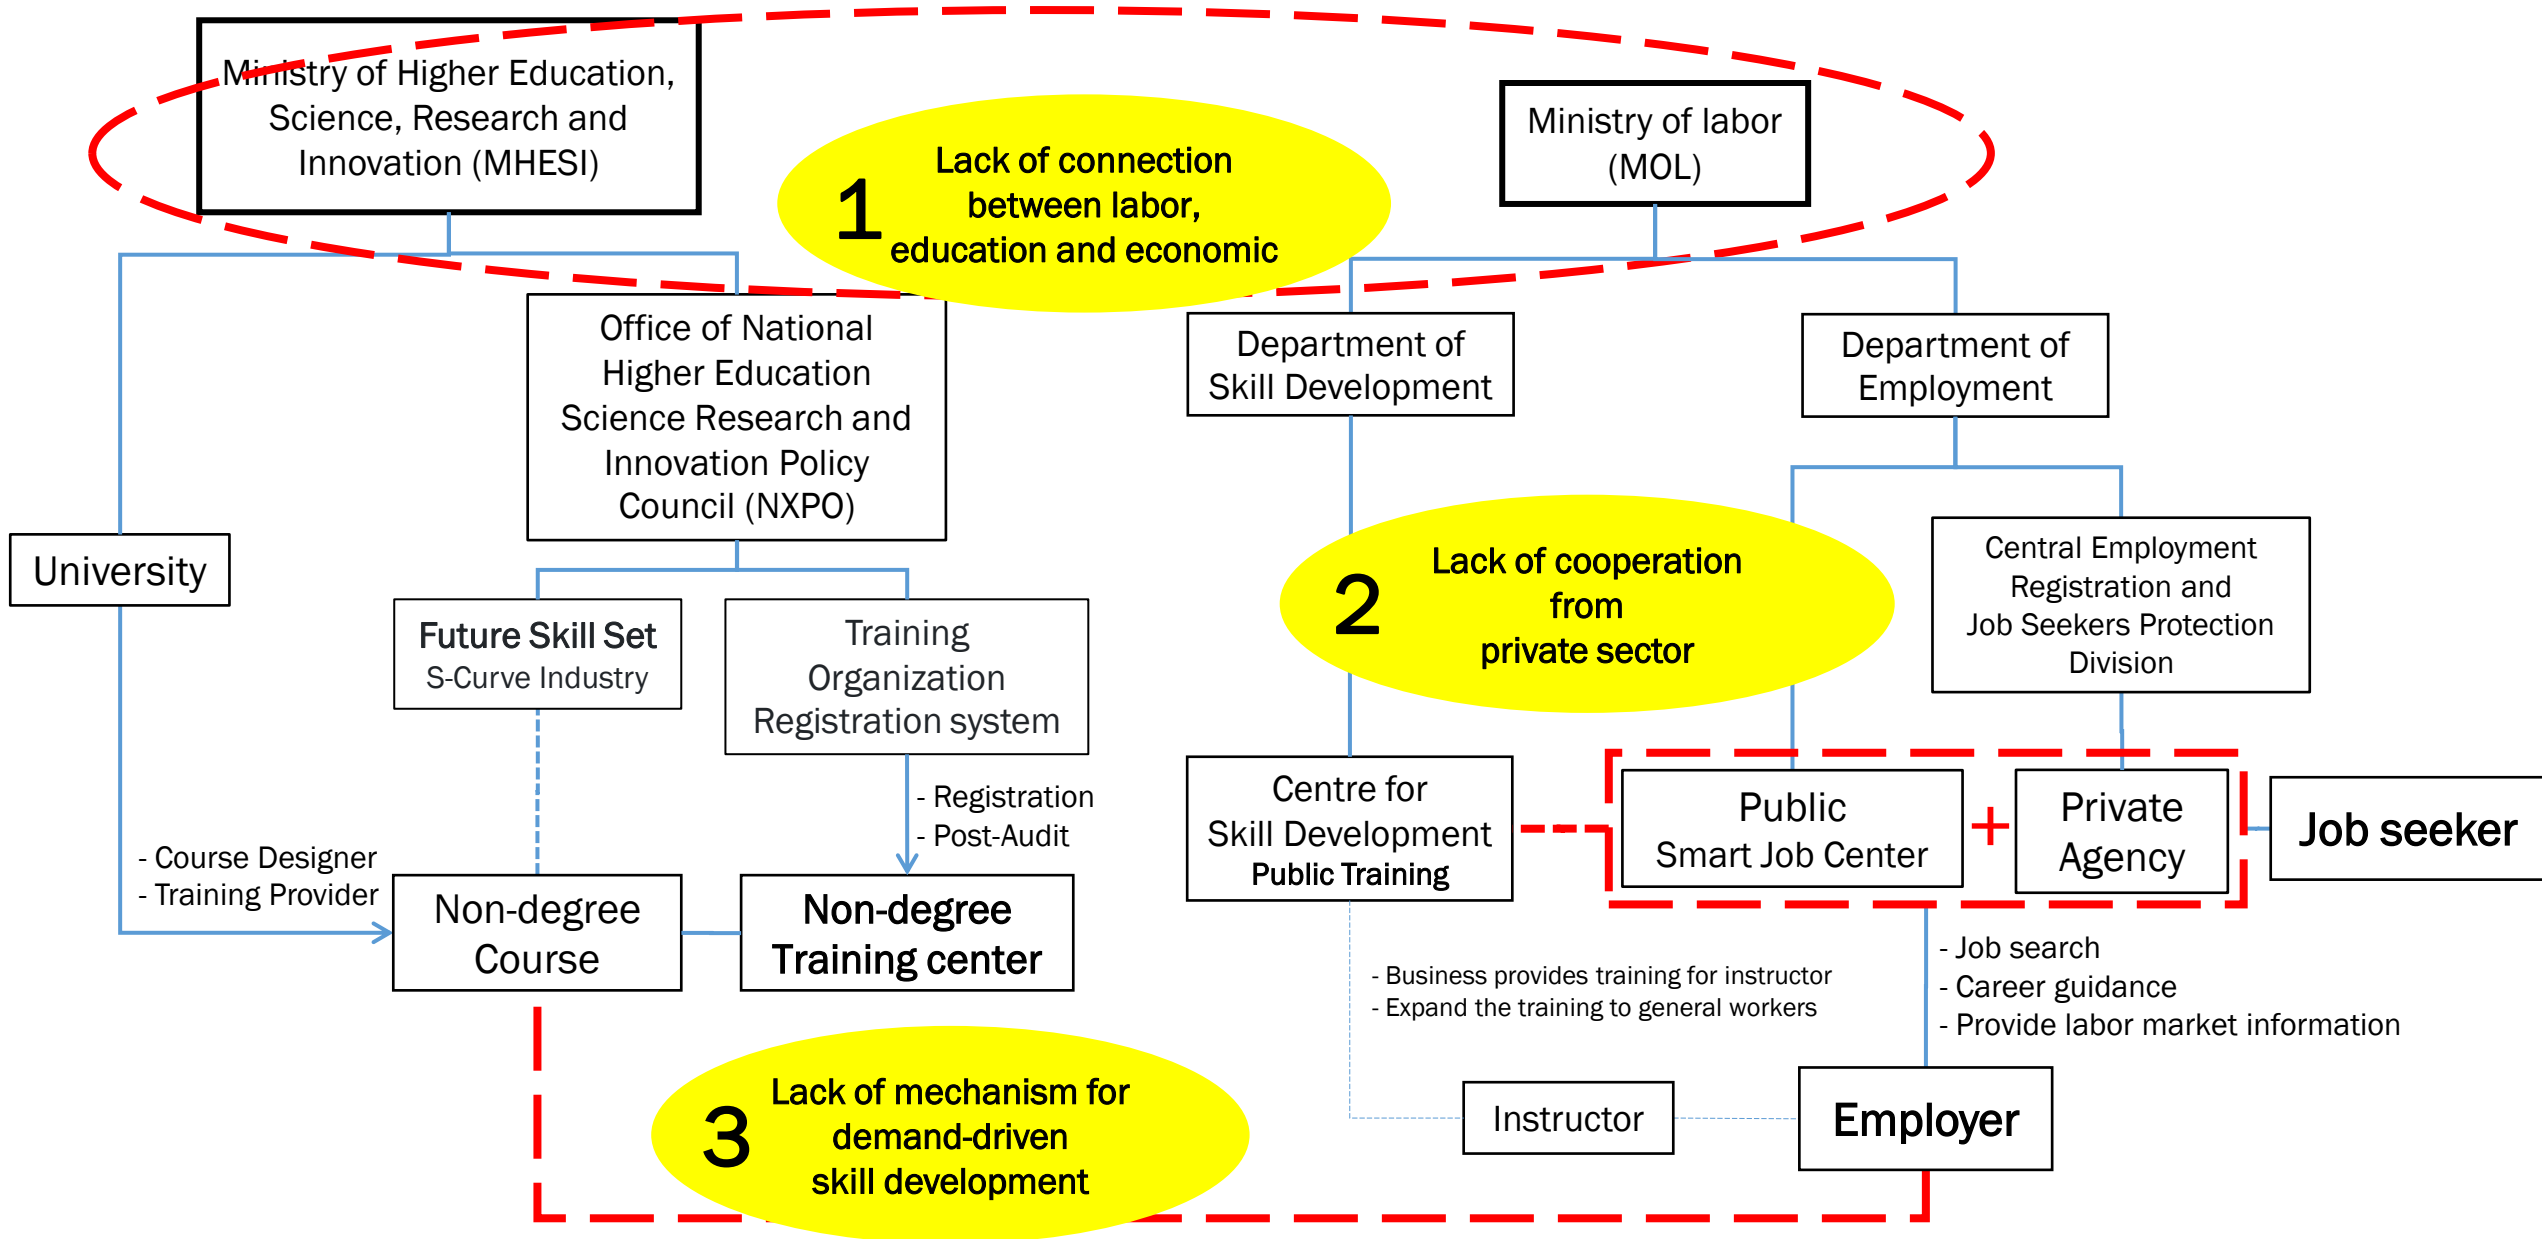 Ministry of Higher Education,
Science, Research and
Innovation (MHESI)
Ministry of labor
(MOL)
1
Lack of connection
between labor,
education and economic
Office of National
Higher Education
Science Research and
Innovation Policy
Council (NXPO)
Department of
Skill Development
Department of
Employment
University
Future Skill Set
S-Curve Industry
Training
Organization
Registration system
2
Lack of cooperation
from
private sector
Central Employment
Registration and
Job Seekers Protection
Division
- Registration
- Post-Audit
- Course Designer
- Training Provider
Non-degree
Course
Non-degree
Training center
Centre for
Skill Development
Public Training
Public
Smart Job Center
+
Private
Agency
Job seeker
- Business provides training for instructor
- Expand the training to general workers
- Job search
- Career guidance
- Provide labor market information
3
Lack of mechanism for
demand-driven
skill development
Instructor
Employer